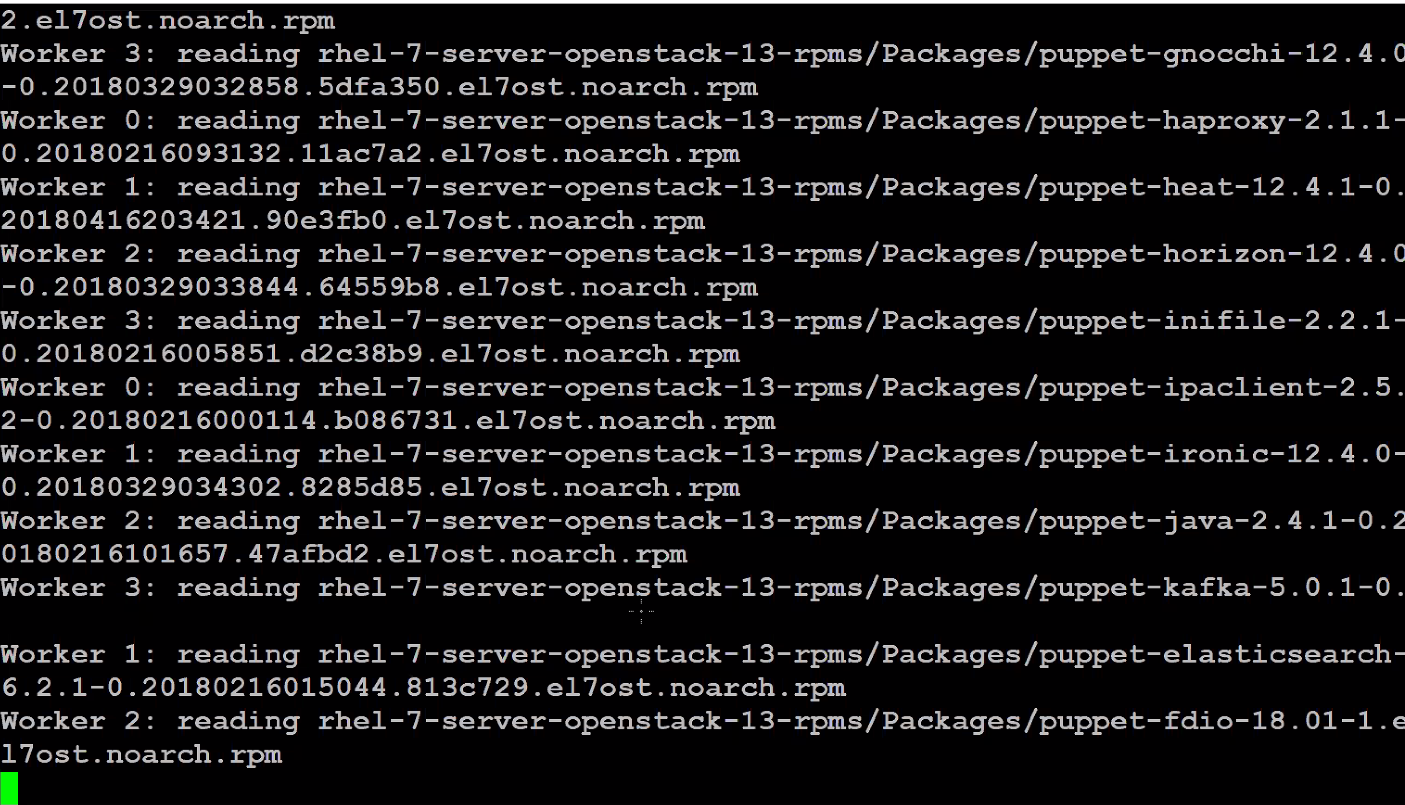 2.el7ost.noarch.rpm
Worker 3: reading rhel-7-server-openstack-13-rpms/Packages/puppet-gnocchi-12.4.0
-0.20180329032858.5dfa350.el7ost.noarch.rpm
Worker 0: reading rhel-7-server-openstack-13-rpms/Packages/puppet-haproxy-2.1.1-
0.20180216093132.11ac7a2.el7ost.noarch.rpm
Worker 1: reading rhel-7-server-openstack-13-rpms/Packages/puppet-heat-12.4.1-0.
20180416203421.90e3fb0.el7ost.noarch.rpm
Worker 2: reading rhel-7-server-openstack-13-rpms/Packages/puppet-horizon-12.4.0
-0.20180329033844.64559b8.el7ost.noarch.rpm
Worker 3: reading rhel-7-server-openstack-13-rpms/Packages/puppet-inifile-2.2.1-
0.20180216005851.d2c38b9.el7ost.noarch.rpm
Worker 0: reading rhel-7-server-openstack-13-rpms/Packages/puppet-ipaclient-2.5.
2-0.20180216000114.b086731.el7ost.noarch.rpm
Worker 1: reading rhel-7-server-openstack-13-rpms/Packages/puppet-ironic-12.4.0-
0.20180329034302.8285d85.el7ost.noarch.rpm
Worker 2: reading rhel-7-server-openstack-13-rpms/Packages/puppet-java-2.4.1-0.2
0180216101657.47afbd2.el7ost.noarch.rpm
Worker 3: reading rhel-7-server-openstack-13-rpms/Packages/puppet-kafka-5.0.1-0.
Worker 1: reading rhel-7-server-openstack-13-rpms/Packages/puppet-elasticsearch-
6.2.1-0.20180216015044.813c729.el7ost.noarch.rpm
Worker 2: reading rhel-7-server-openstack-13-rpms/Packages/puppet-fdio-18.01-1.e
l7ost.noarch.rpm